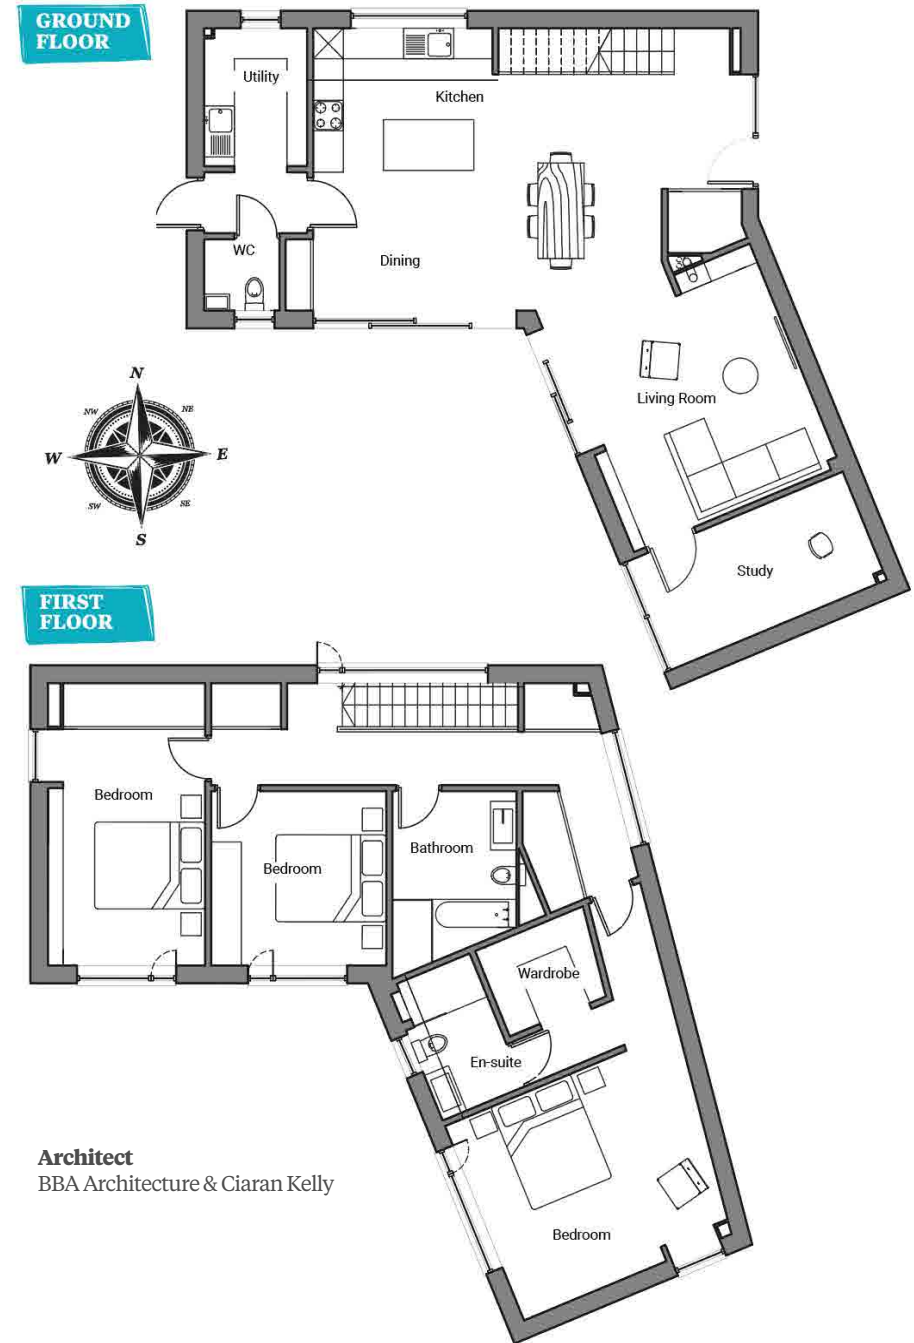 GROUND
FLOOR
Utility
Kitchen
WC
Dining
Living Room
Study
N
NW
NE
W
E
SW
SE
S
FIRST
FLOOR
Bedroom
Bedroom
Bathroom
Wardrobe
En-suite
Bedroom
Architect
BBA Architecture & Ciaran Kelly